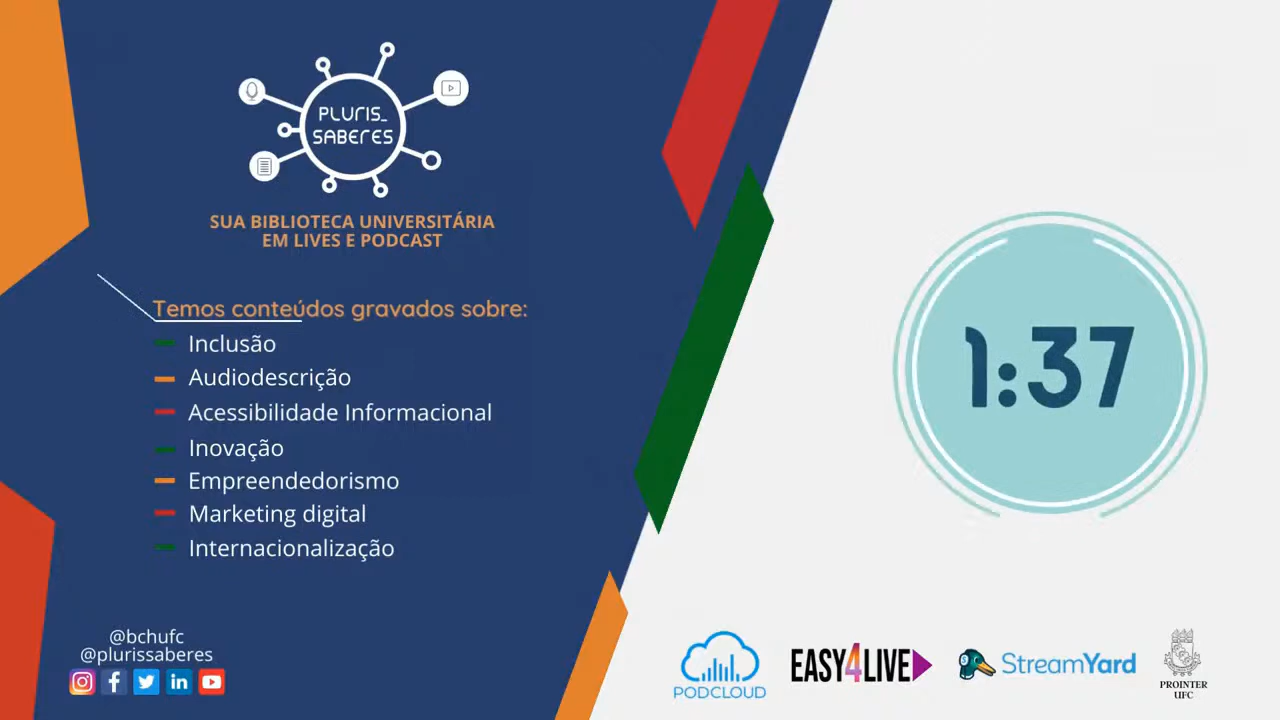 PLURIS_
SABERES
SUA BIBLIOTECA UNIVERSITÁRIA
EM LIVES E PODCAST
Temos conteúdos gravados sobre:
Inclusão
Audiodescrição
Acessibilidade Informacional
Inovação
Empreendedorismo
Marketing digital
Internacionalização
@bchufc
@plurissaberes
1:37
PODCLOUD
EASY4LIVE
StreamYard
PROINTER
UFC